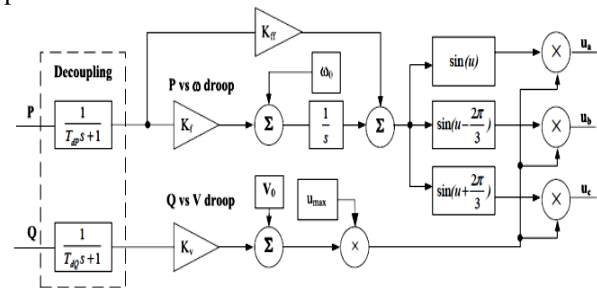 K_ff
Decoupling
P vs ω droop
ω₀
P
1
T_dP s+1
K_f
Σ
1
s
Σ
sin(u)
×
u_a
sin(u-2π/3)
×
u_b
Q vs V droop
V₀
u_max
sin(u+2π/3)
×
u_c
Q
1
T_dQ s+1
K_v
Σ
×